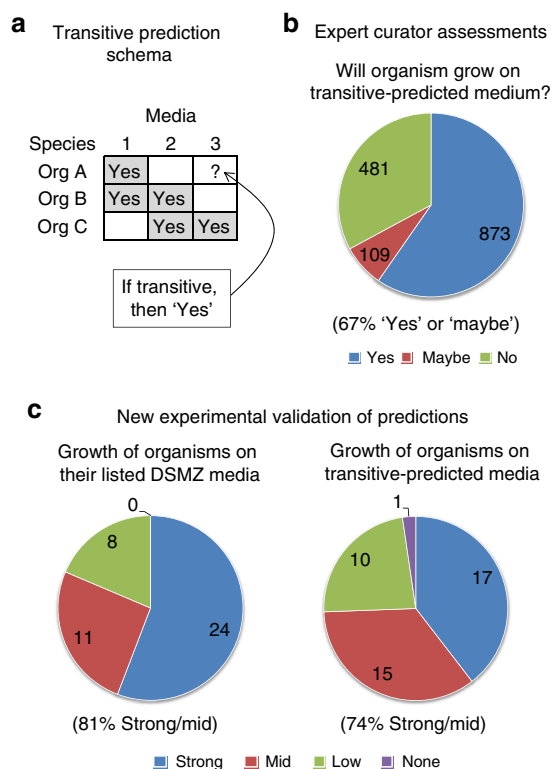 a
Transitive prediction
schema
Media
Species 1 2 3
Org A Yes ?
Org B Yes Yes
Org C Yes Yes
If transitive,
then ‘Yes’
b
Expert curator assessments
Will organism grow on
transitive-predicted medium?
481
109
873
(67% ‘Yes’ or ‘maybe’)
Yes Maybe No
c
New experimental validation of predictions
Growth of organisms on
their listed DSMZ media
0
8
11
24
(81% Strong/mid)
Growth of organisms on
transitive-predicted media
1
10
17
15
(74% Strong/mid)
Strong Mid Low None